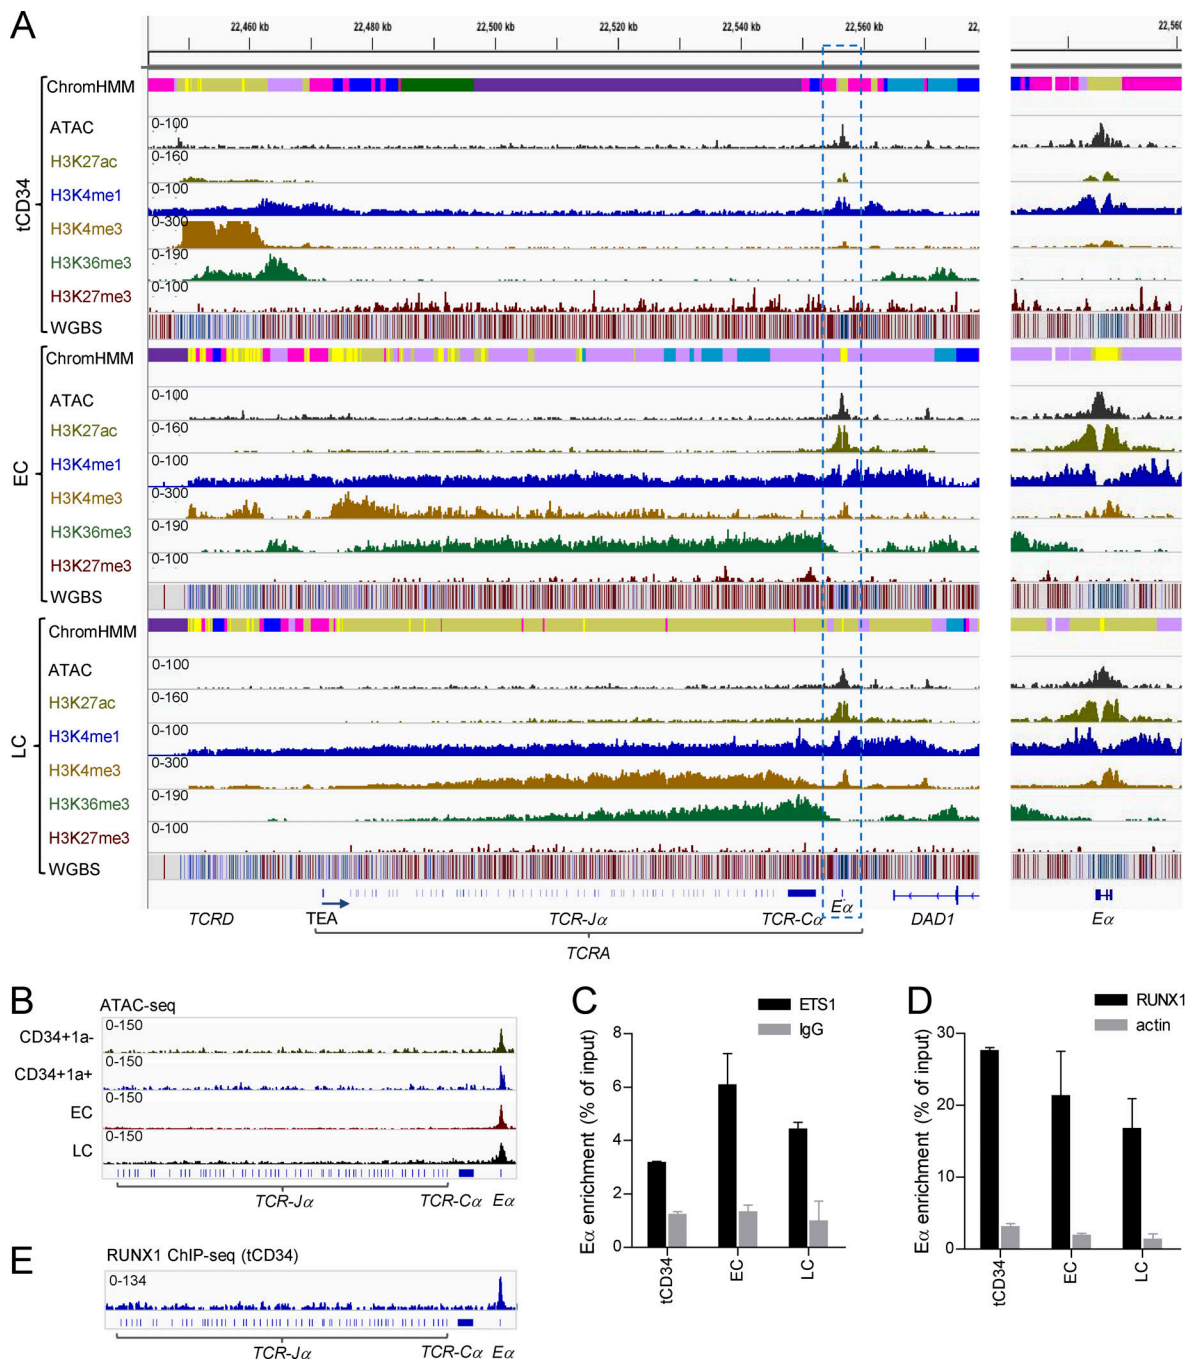 A
22,460 kb 22,480 kb 22,500 kb 22,520 kb 22,540 kb 22,560 kb
tCD34
ChromHMM
ATAC 0-100
H3K27ac 0-160
H3K4me1 0-100
H3K4me3 0-300
H3K36me3 0-190
H3K27me3 0-100
WGBS
EC
ChromHMM
ATAC 0-100
H3K27ac 0-160
H3K4me1 0-100
H3K4me3 0-300
H3K36me3 0-190
H3K27me3 0-100
WGBS
LC
ChromHMM
ATAC 0-100
H3K27ac 0-160
H3K4me1 0-100
H3K4me3 0-300
H3K36me3 0-190
H3K27me3 0-100
WGBS
TCRD TEA TCR-Jα TCR-Cα Eα DAD1 Eα
TCRA
B
ATAC-seq
CD34+1a- 0-150
CD34+1a+ 0-150
EC 0-150
LC 0-150
TCR-Jα TCR-Cα Eα
C
ETS1
IgG
Eα enrichment (% of input)
8
6
4
2
0
tCD34 EC LC
D
RUNX1
actin
Eα enrichment (% of input)
30
20
10
0
tCD34 EC LC
E
RUNX1 ChIP-seq (tCD34)
0-134
TCR-Jα TCR-Cα Eα